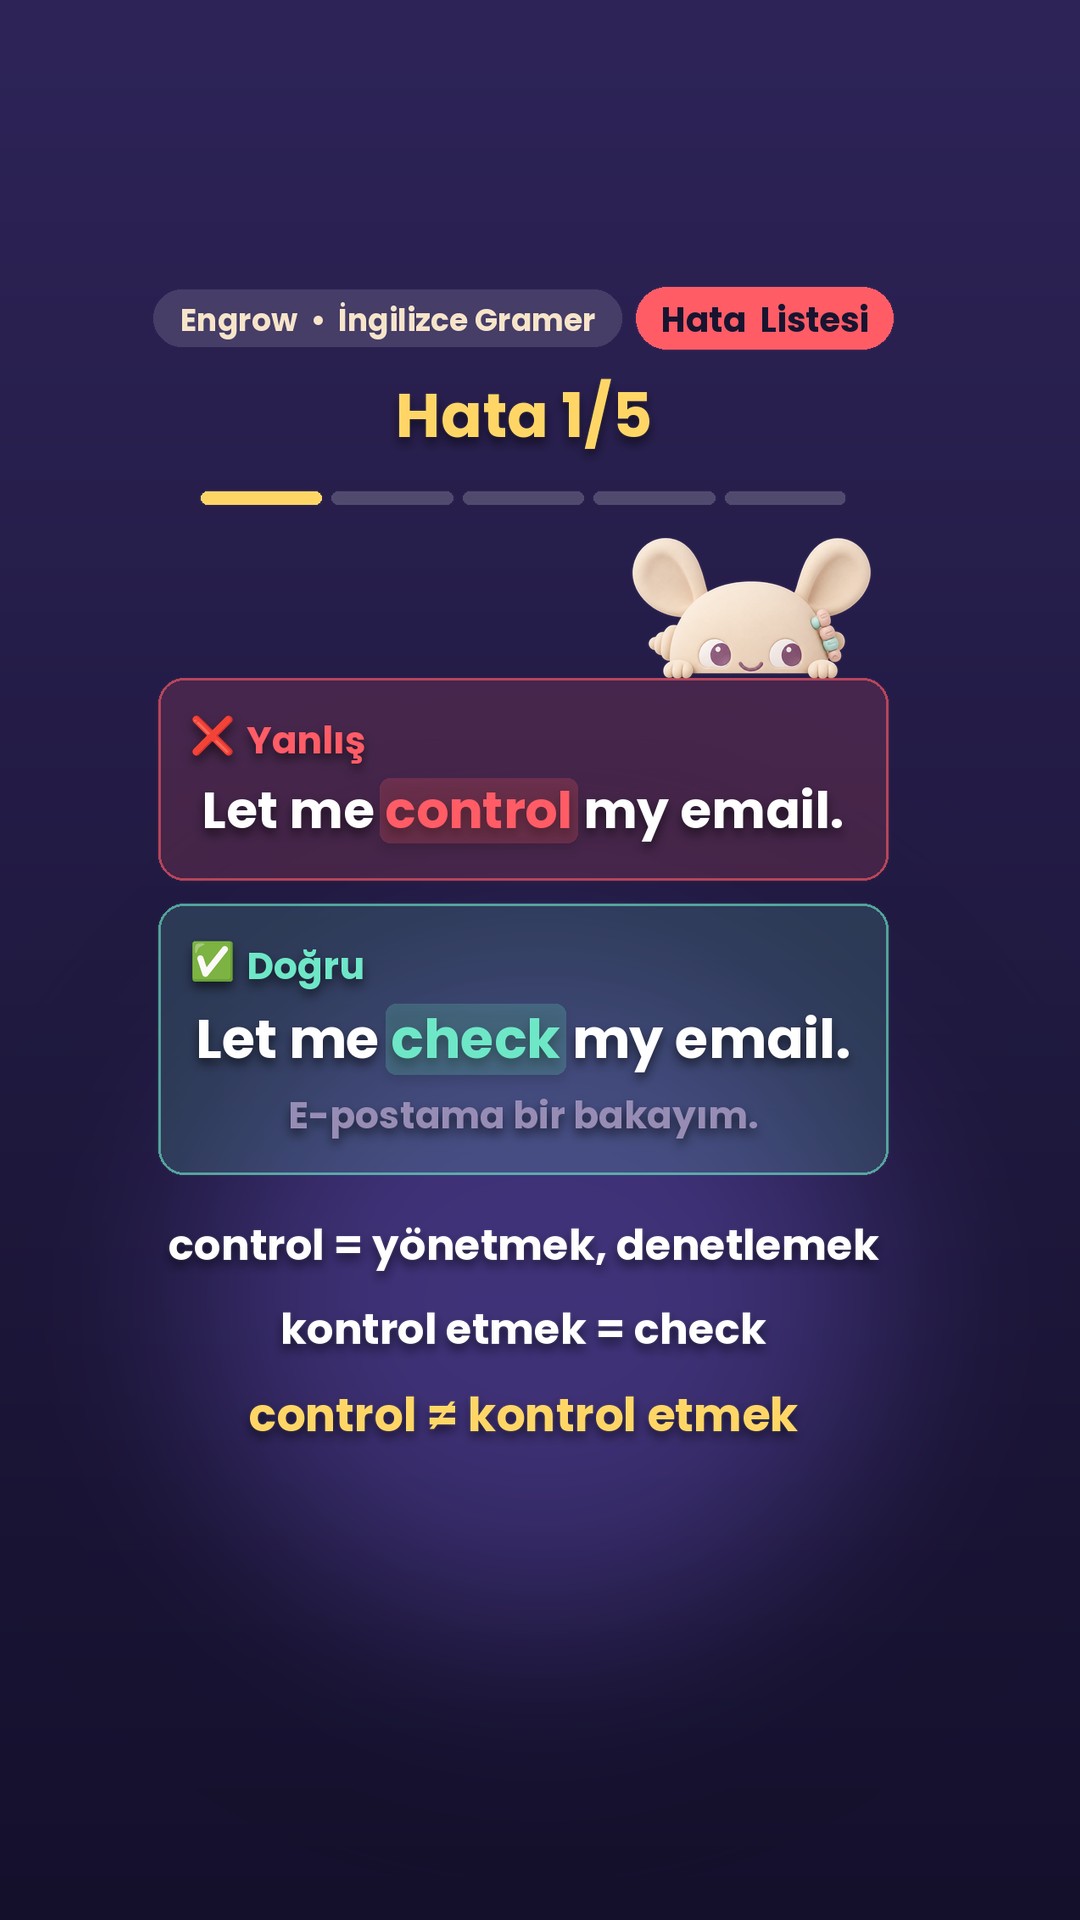 Engrow • İngilizce Gramer
Hata Listesi
Hata 1/5
❌ Yanlış
Let me control my email.
✅ Doğru
Let me check my email.
E-postama bir bakayım.
control = yönetmek, denetlemek
kontrol etmek = check
control ≠ kontrol etmek